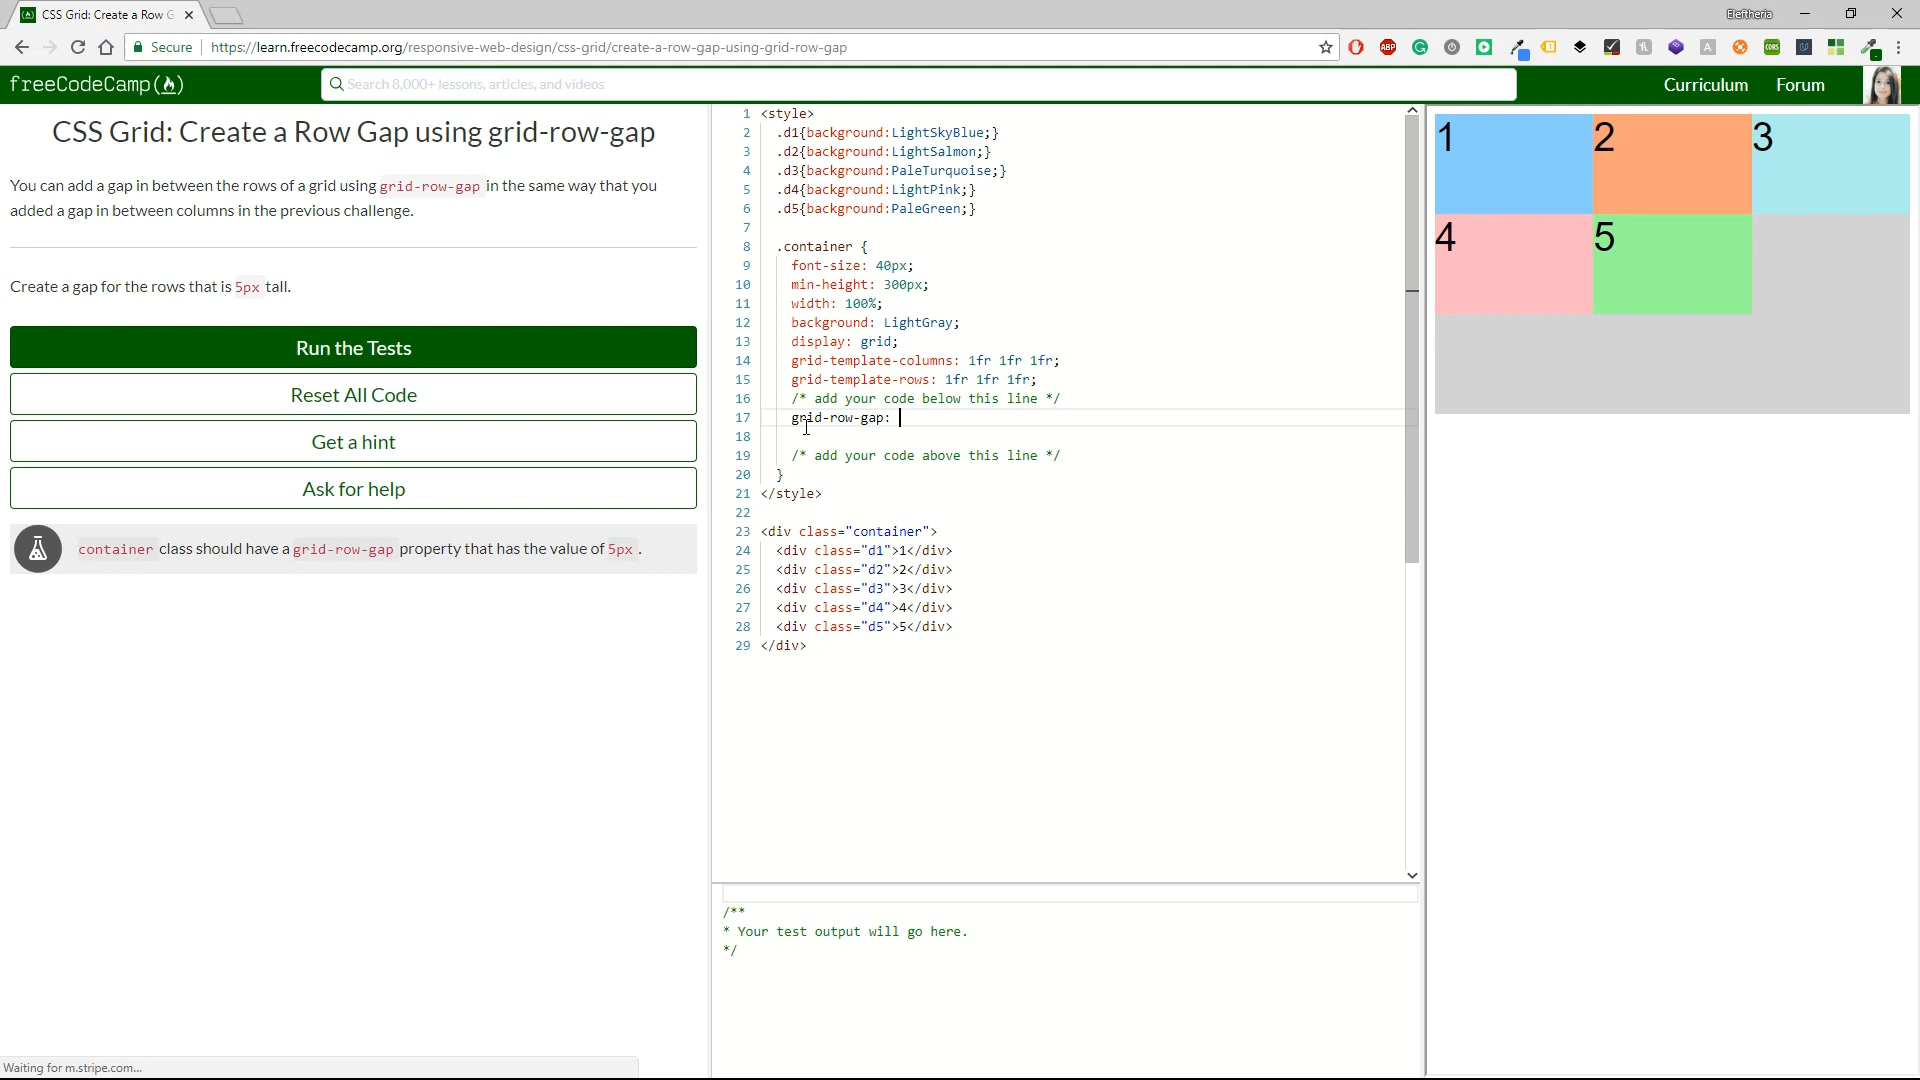 CSS Grid: Create a Row G
Eleftheria
Secure
https://learn.freecodecamp.org/responsive-web-design/css-grid/create-a-row-gap-using-grid-row-gap
ABP
CORS
freeCodeCamp(
)
Search 8,000+ lessons, articles, and videos
Curriculum
Forum
CSS Grid: Create a Row Gap using grid-row-gap
You can add a gap in between the rows of a grid using grid-row-gap in the same way that you
added a gap in between columns in the previous challenge.
Create a gap for the rows that is 5px tall.
Run the Tests
Reset All Code
Get a hint
Ask for help
container class should have a grid-row-gap property that has the value of 5px .
1 <style>
2 .d1{background:LightSkyBlue;}
3 .d2{background:LightSalmon;}
4 .d3{background:PaleTurquoise;}
5 .d4{background:LightPink;}
6 .d5{background:PaleGreen;}
7
8 .container {
9 font-size: 40px;
10 min-height: 300px;
11 width: 100%;
12 background: LightGray;
13 display: grid;
14 grid-template-columns: 1fr 1fr 1fr;
15 grid-template-rows: 1fr 1fr 1fr;
16 /* add your code below this line */
17 grid-row-gap:
18
19 /* add your code above this line */
20 }
21 </style>
22
23 <div class="container">
24 <div class="d1">1</div>
25 <div class="d2">2</div>
26 <div class="d3">3</div>
27 <div class="d4">4</div>
28 <div class="d5">5</div>
29 </div>
/**
* Your test output will go here.
*/
1 2 3
4 5
Waiting for m.stripe.com...